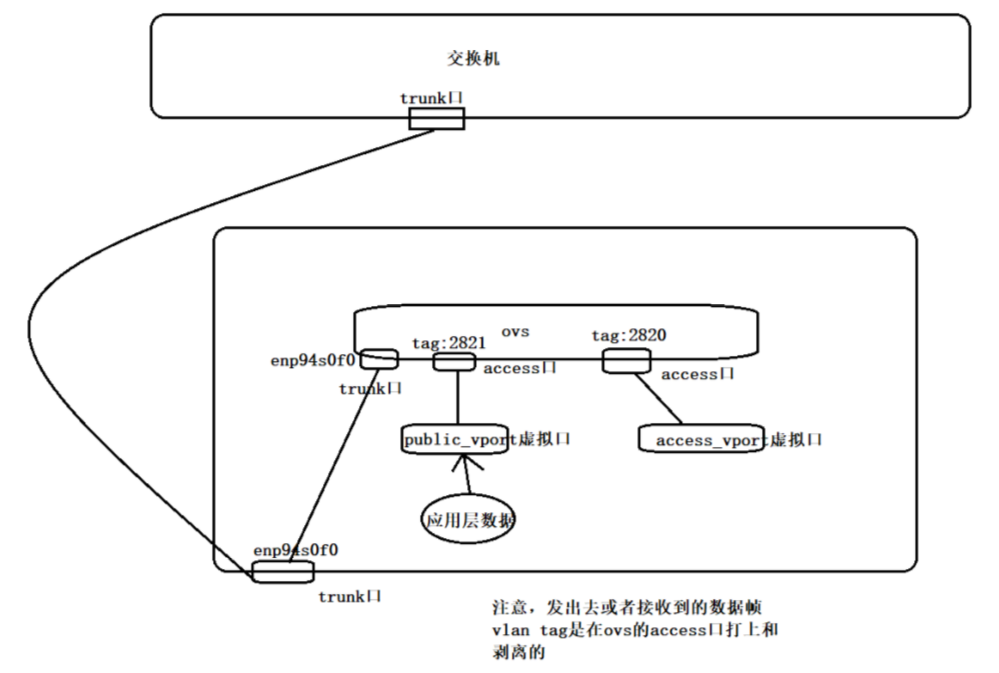 交换机
trunk口
ovs
tag:2821
tag:2820
enp94s0f0
access口
access口
trunk口
public_vport虚拟口
access_vport虚拟口
应用层数据
enp94s0f0
trunk口
注意，发出去或者接收到的数据帧
vlan tag是在ovs的access口打上和
剥离的